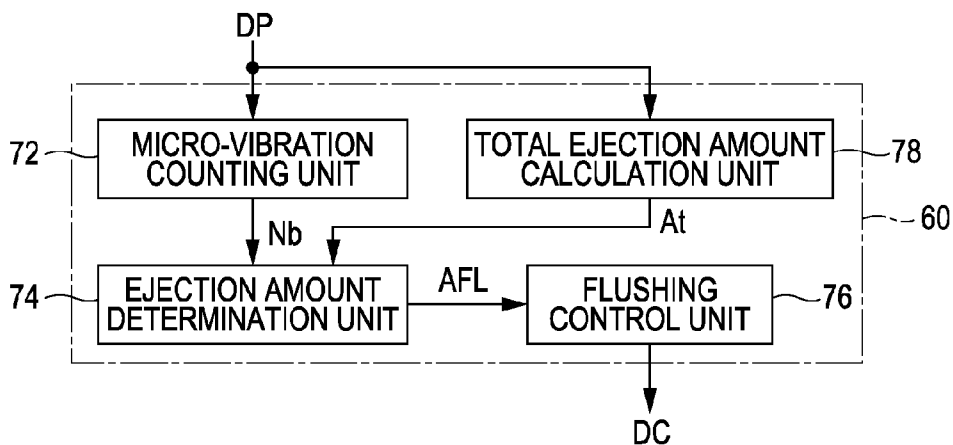 DP
72
MICRO-VIBRATION
COUNTING UNIT
TOTAL EJECTION AMOUNT
CALCULATION UNIT
78
Nb
At
60
74
EJECTION AMOUNT
DETERMINATION UNIT
AFL
FLUSHING
CONTROL UNIT
76
DC